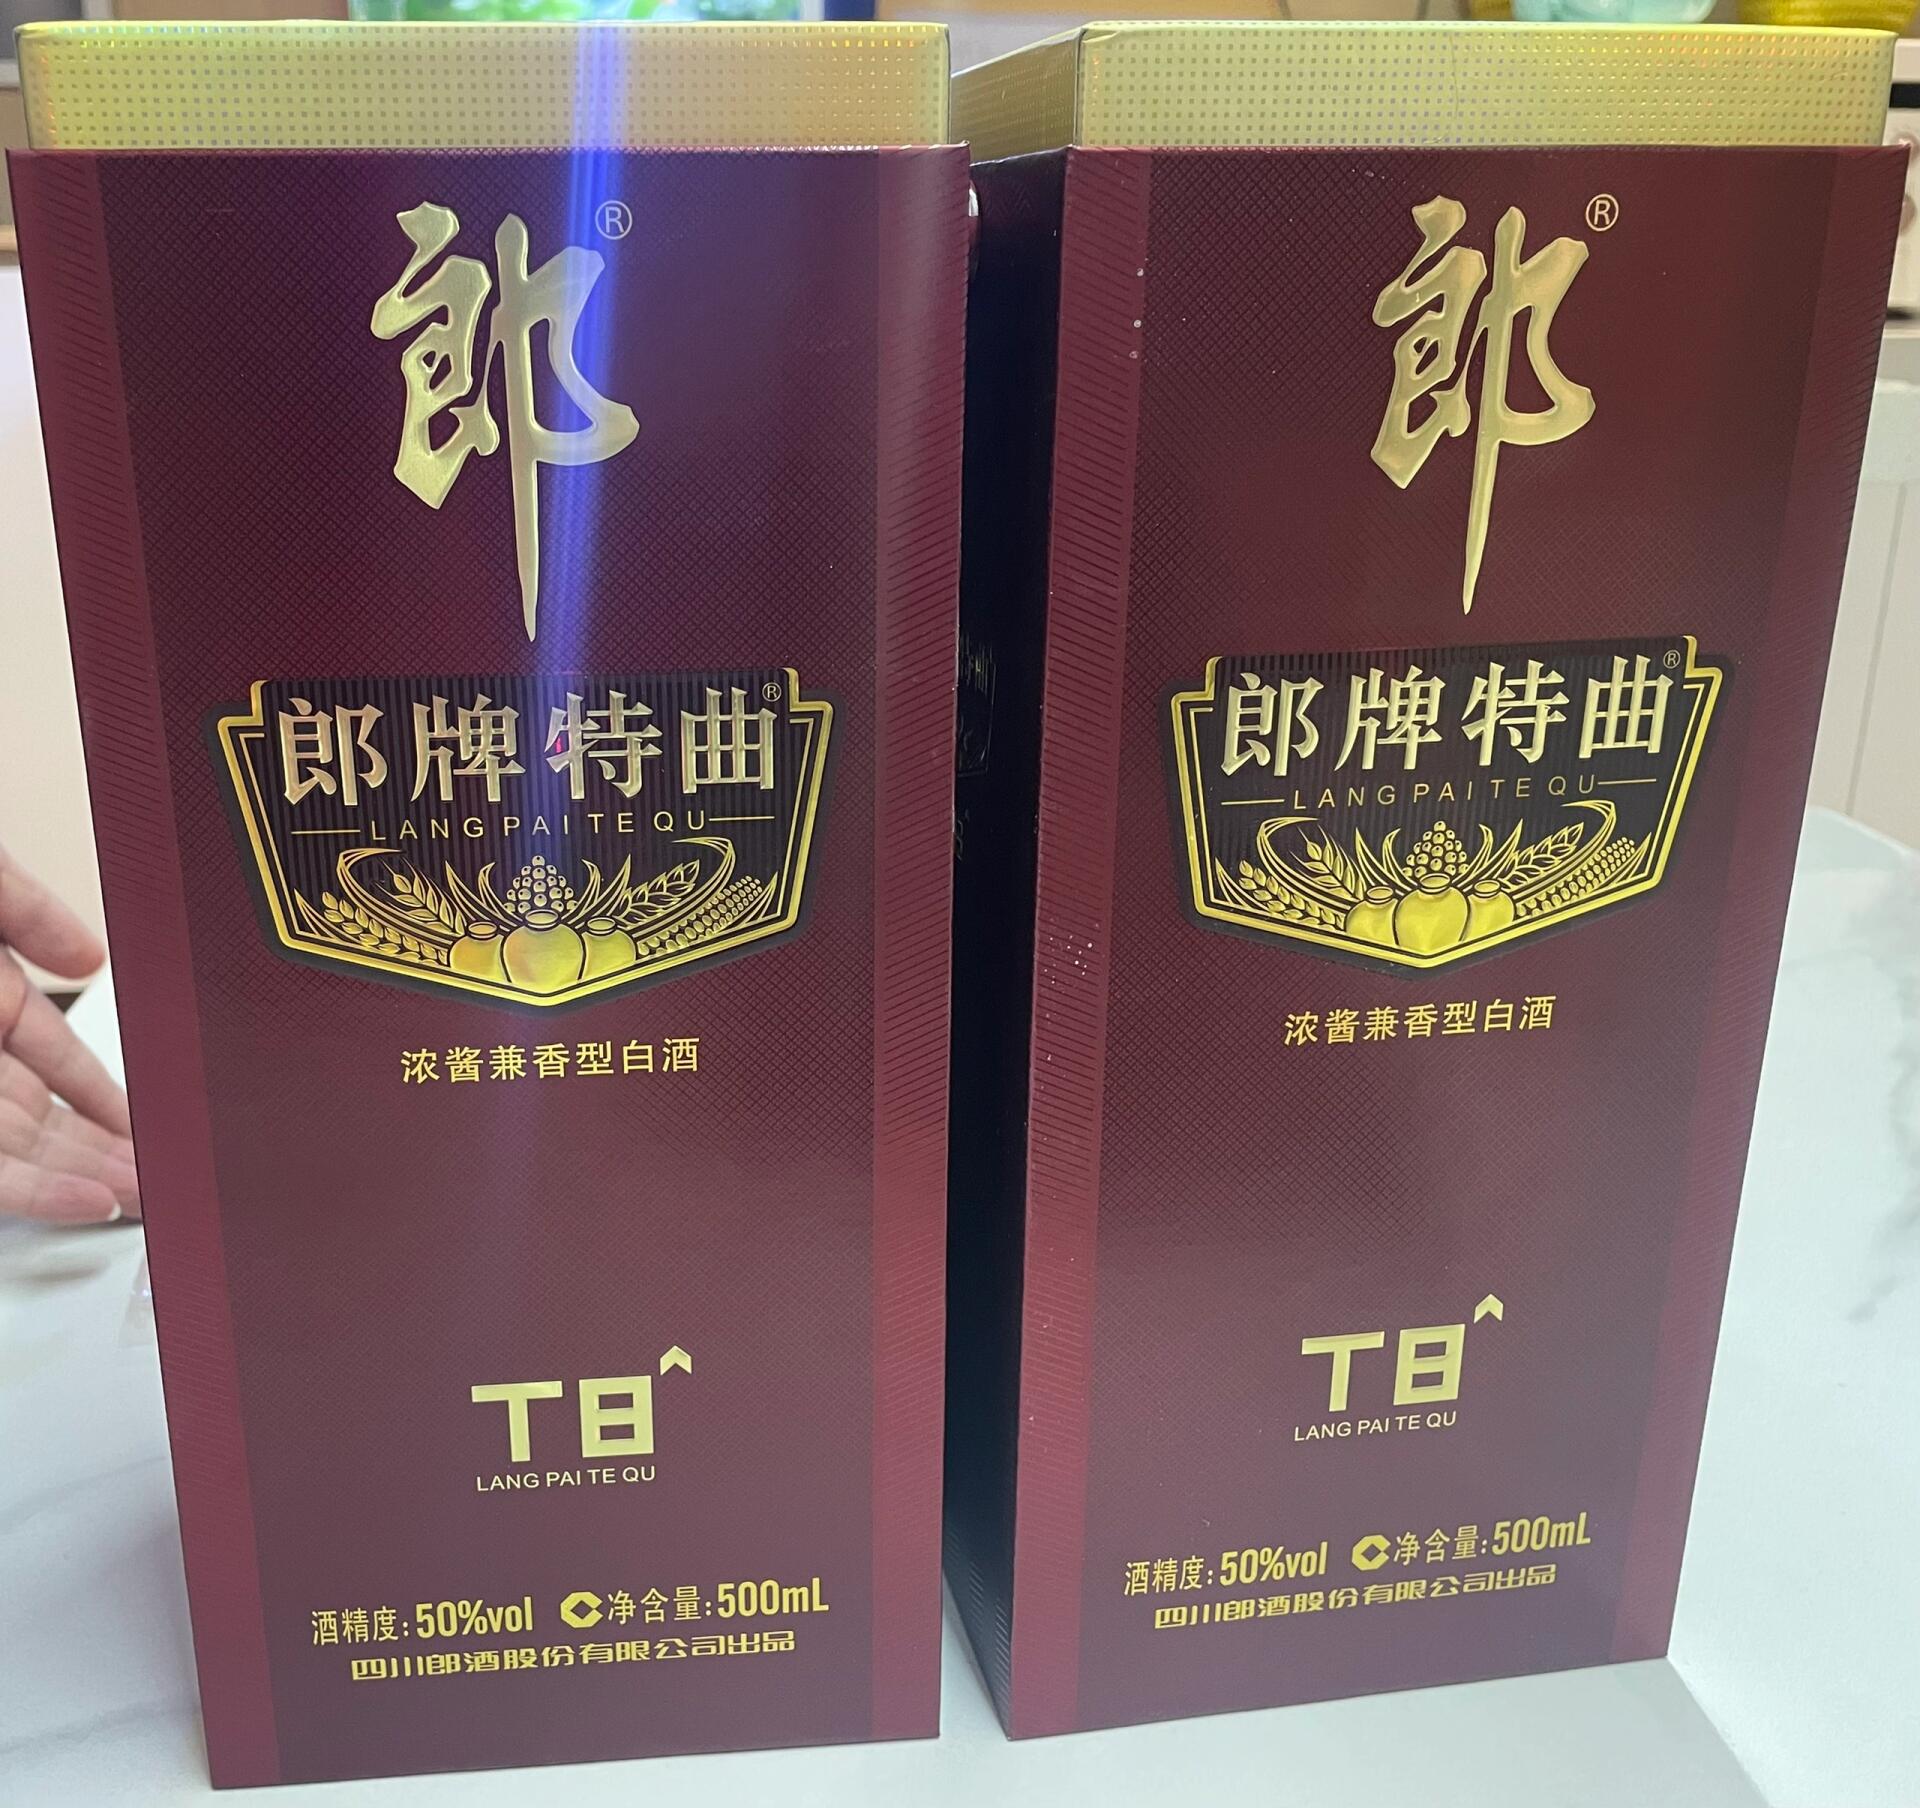 郎®
郎牌特曲®
LANG PAI TE QU
浓酱兼香型白酒
T8
LANG PAI TE QU
酒精度:50%vol 净含量:500mL
四川郎酒股份有限公司出品
郎®
郎牌特曲®
LANG PAI TE QU
浓酱兼香型白酒
T8
LANG PAI TE QU
酒精度:50%vol 净含量:500mL
四川郎酒股份有限公司出品